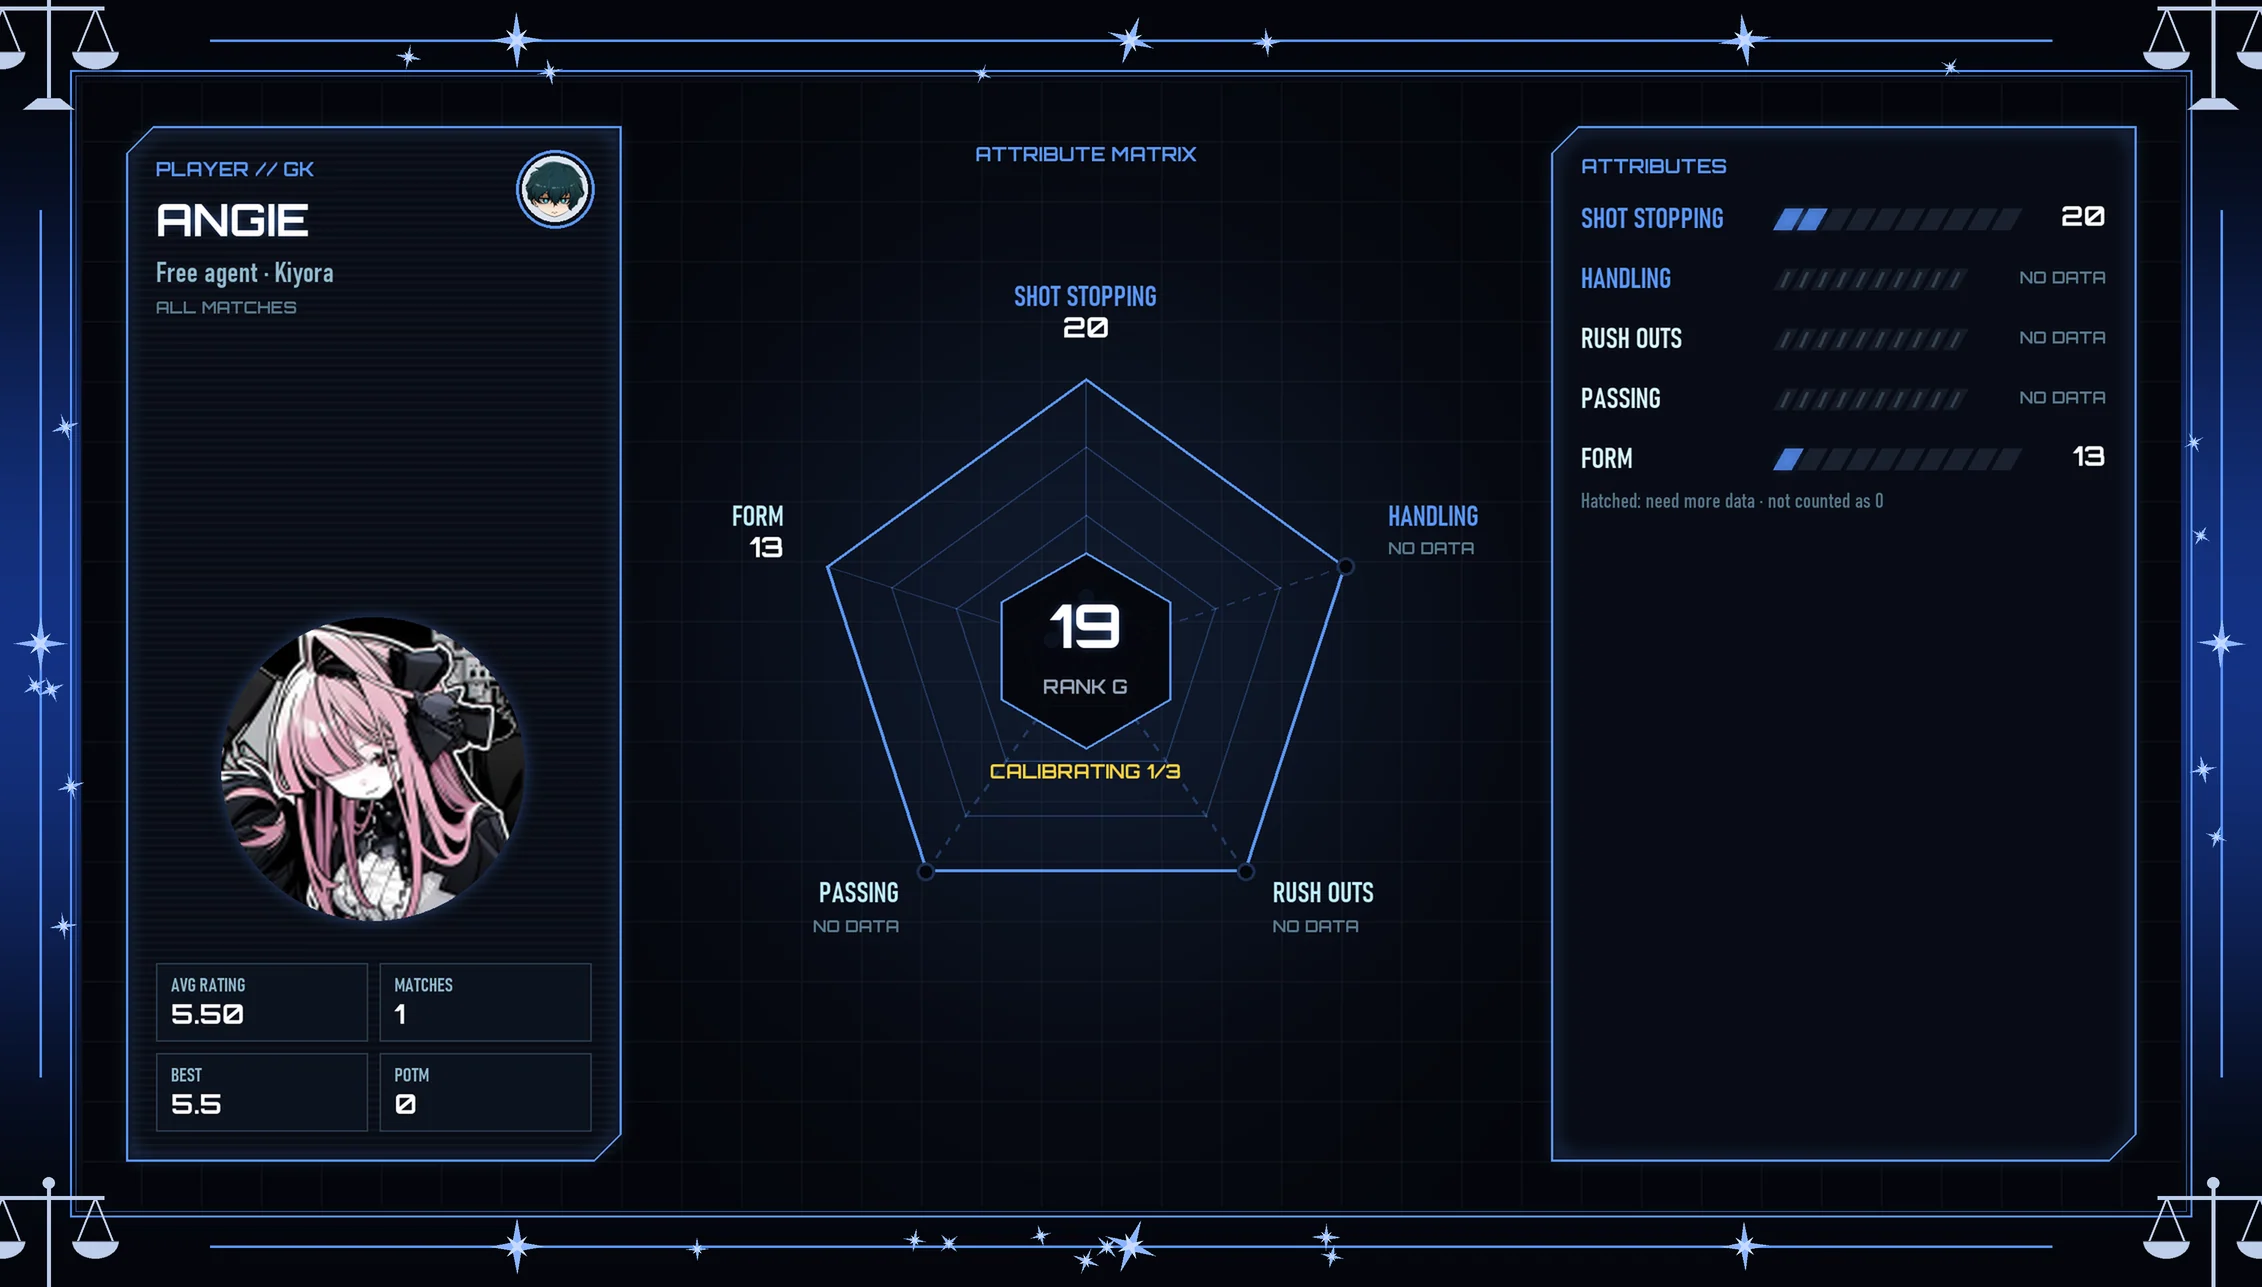 PLAYER // GK
ANGIE
Free agent · Kiyora
ALL MATCHES
AVG RATING
5.50
MATCHES
1
BEST
5.5
POTM
0
ATTRIBUTE MATRIX
SHOT STOPPING
20
FORM
13
HANDLING
NO DATA
19
RANK G
CALIBRATING 1/3
PASSING
NO DATA
RUSH OUTS
NO DATA
ATTRIBUTES
SHOT STOPPING 20
HANDLING NO DATA
RUSH OUTS NO DATA
PASSING NO DATA
FORM 13
Hatched: need more data · not counted as 0